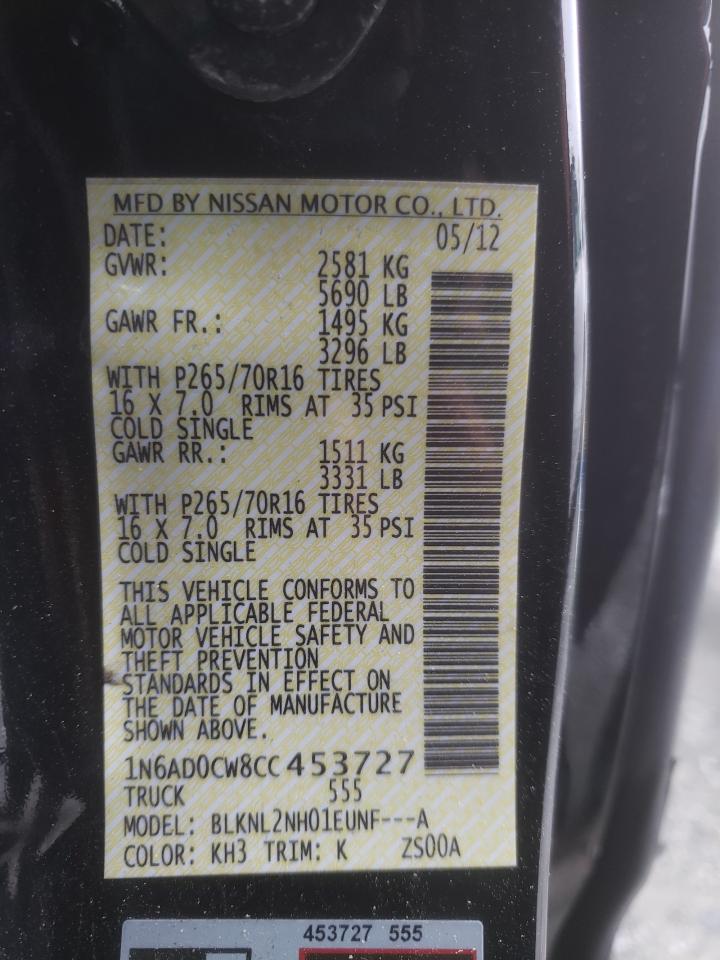 MFD BY NISSAN MOTOR CO., LTD.
DATE: 05/12
GVWR: 2581 KG
5690 LB
GAWR FR.: 1495 KG
3296 LB
WITH P265/70R16 TIRES
16 X 7.0 RIMS AT 35 PSI
COLD SINGLE
GAWR RR.: 1511 KG
3331 LB
WITH P265/70R16 TIRES
16 X 7.0 RIMS AT 35 PSI
COLD SINGLE
THIS VEHICLE CONFORMS TO
ALL APPLICABLE FEDERAL
MOTOR VEHICLE SAFETY AND
THEFT PREVENTION
STANDARDS IN EFFECT ON
THE DATE OF MANUFACTURE
SHOWN ABOVE.
1N6AD0CW8CC453727
TRUCK 555
MODEL: BLKNL2NH01EUNF---A
COLOR: KH3 TRIM: K ZS00A
453727 555